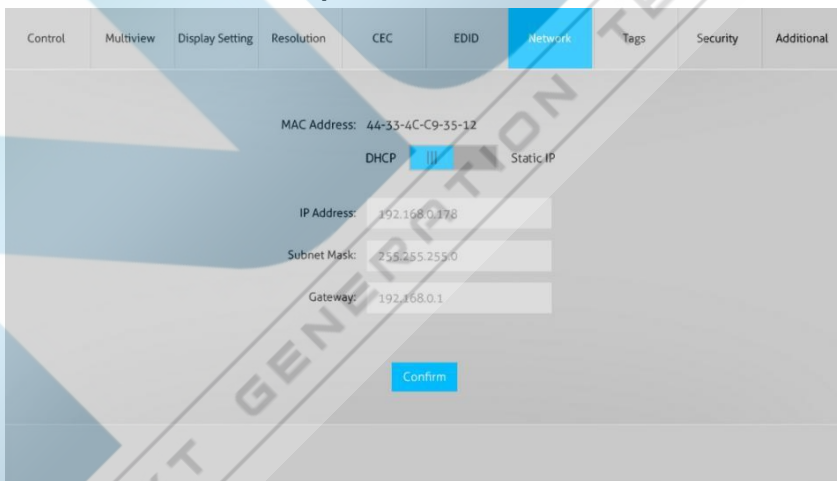 Control Multiview Display Setting Resolution CEC EDID Network Tags Security Additional
MAC Address: 44-33-4C-C9-35-12
DHCP Static IP
IP Address: 192.168.0.178
Subnet Mask: 255.255.255.0
Gateway: 192.168.0.1
Confirm
GENERATION